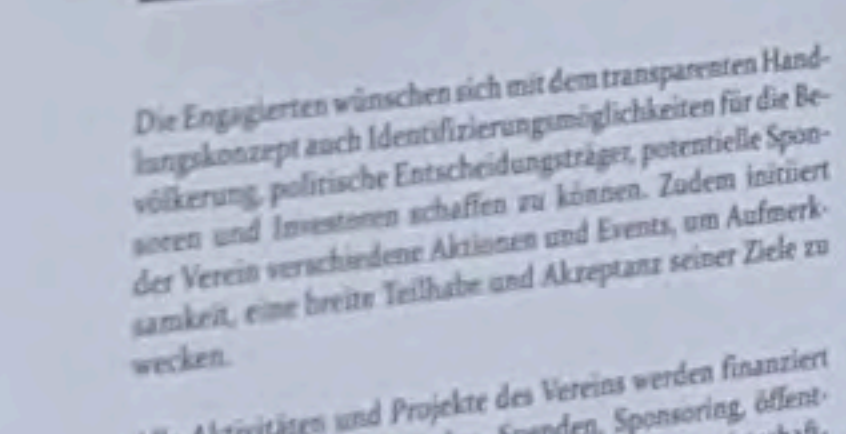 Die Engagierten wünschen sich mit dem transparenten Hand-
lungskonzept auch Identifizierungsmöglichkeiten für die Be-
völkerung, politische Entscheidungsträger, potentielle Spon-
soren und Investoren schaffen zu können. Zudem initiiert
der Verein verschiedene Aktionen und Events, um Aufmerk-
samkeit, eine breite Teilhabe und Akzeptanz seiner Ziele zu
wecken.
Aktivitäten und Projekte des Vereins werden finanziert
Spenden, Sponsoring, öffent-